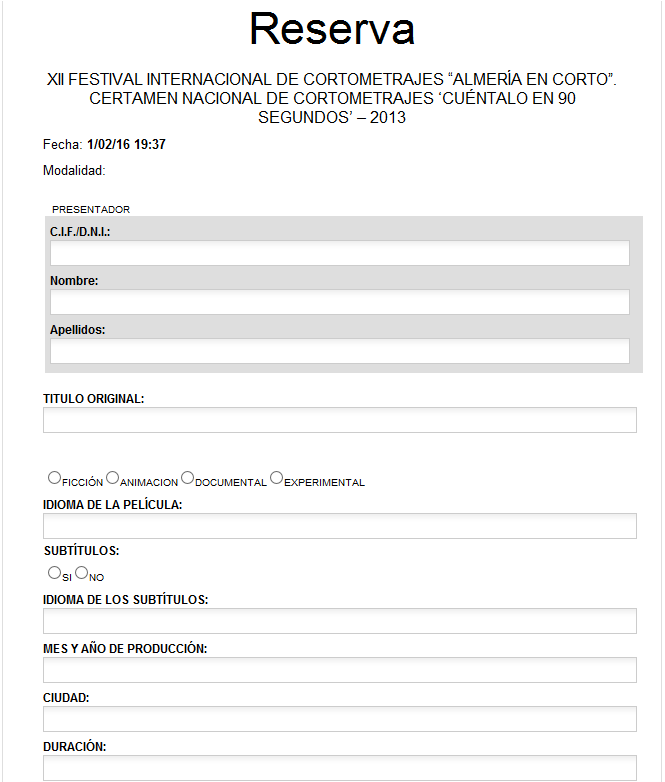 Reserva
XII FESTIVAL INTERNACIONAL DE CORTOMETRAJES “ALMERÍA EN CORTO”.
CERTAMEN NACIONAL DE CORTOMETRAJES ‘CUÉNTALO EN 90
SEGUNDOS’ – 2013
Fecha: 1/02/16 19:37
Modalidad:
PRESENTADOR
C.I.F./D.N.I.:
Nombre:
Apellidos:
TITULO ORIGINAL:
FICCIÓN ANIMACION DOCUMENTAL EXPERIMENTAL
IDIOMA DE LA PELÍCULA:
SUBTÍTULOS:
SI NO
IDIOMA DE LOS SUBTÍTULOS:
MES Y AÑO DE PRODUCCIÓN:
CIUDAD:
DURACIÓN: